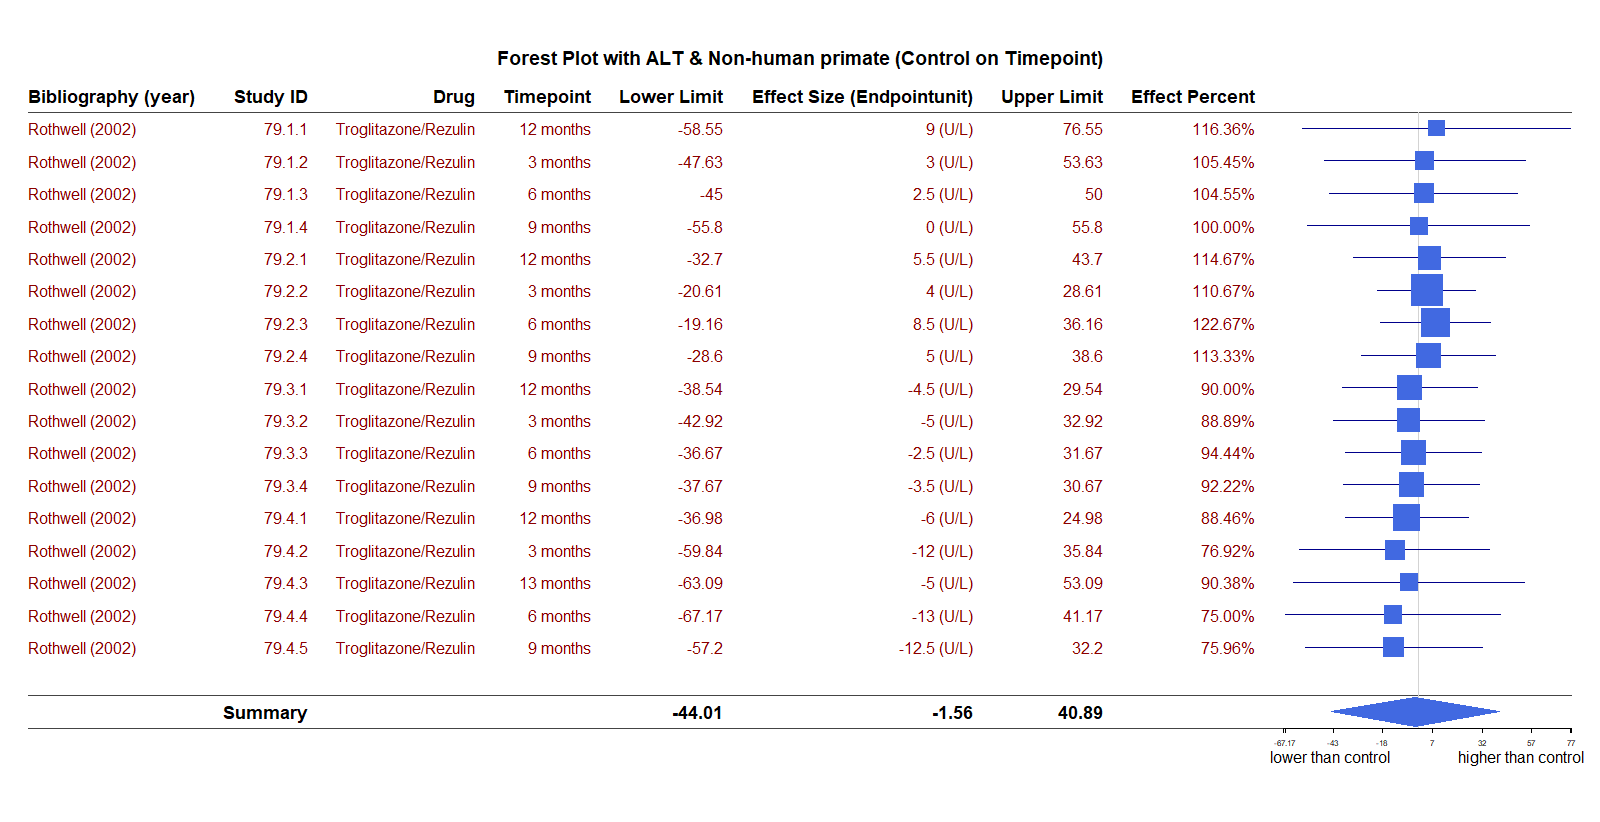 Forest Plot with ALT & Non-human primate (Control on Timepoint)
Bibliography (year) Study ID Drug Timepoint Lower Limit Effect Size (Endpointunit) Upper Limit Effect Percent
Rothwell (2002) 79.1.1 Troglitazone/Rezulin 12 months -58.55 9 (U/L) 76.55 116.36%
Rothwell (2002) 79.1.2 Troglitazone/Rezulin 3 months -47.63 3 (U/L) 53.63 105.45%
Rothwell (2002) 79.1.3 Troglitazone/Rezulin 6 months -45 2.5 (U/L) 50 104.55%
Rothwell (2002) 79.1.4 Troglitazone/Rezulin 9 months -55.8 0 (U/L) 55.8 100.00%
Rothwell (2002) 79.2.1 Troglitazone/Rezulin 12 months -32.7 5.5 (U/L) 43.7 114.67%
Rothwell (2002) 79.2.2 Troglitazone/Rezulin 3 months -20.61 4 (U/L) 28.61 110.67%
Rothwell (2002) 79.2.3 Troglitazone/Rezulin 6 months -19.16 8.5 (U/L) 36.16 122.67%
Rothwell (2002) 79.2.4 Troglitazone/Rezulin 9 months -28.6 5 (U/L) 38.6 113.33%
Rothwell (2002) 79.3.1 Troglitazone/Rezulin 12 months -38.54 -4.5 (U/L) 29.54 90.00%
Rothwell (2002) 79.3.2 Troglitazone/Rezulin 3 months -42.92 -5 (U/L) 32.92 88.89%
Rothwell (2002) 79.3.3 Troglitazone/Rezulin 6 months -36.67 -2.5 (U/L) 31.67 94.44%
Rothwell (2002) 79.3.4 Troglitazone/Rezulin 9 months -37.67 -3.5 (U/L) 30.67 92.22%
Rothwell (2002) 79.4.1 Troglitazone/Rezulin 12 months -36.98 -6 (U/L) 24.98 88.46%
Rothwell (2002) 79.4.2 Troglitazone/Rezulin 3 months -59.84 -12 (U/L) 35.84 76.92%
Rothwell (2002) 79.4.3 Troglitazone/Rezulin 13 months -63.09 -5 (U/L) 53.09 90.38%
Rothwell (2002) 79.4.4 Troglitazone/Rezulin 6 months -67.17 -13 (U/L) 41.17 75.00%
Rothwell (2002) 79.4.5 Troglitazone/Rezulin 9 months -57.2 -12.5 (U/L) 32.2 75.96%
Summary -44.01 -1.56 40.89
-67.17 -43 -18 7 32 57 77
lower than control higher than control